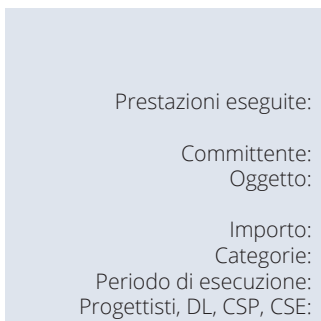 Prestazioni eseguite:
Committente:
Oggetto:
Importo:
Categorie:
Periodo di esecuzione:
Progettisti, DL, CSP, CSE: